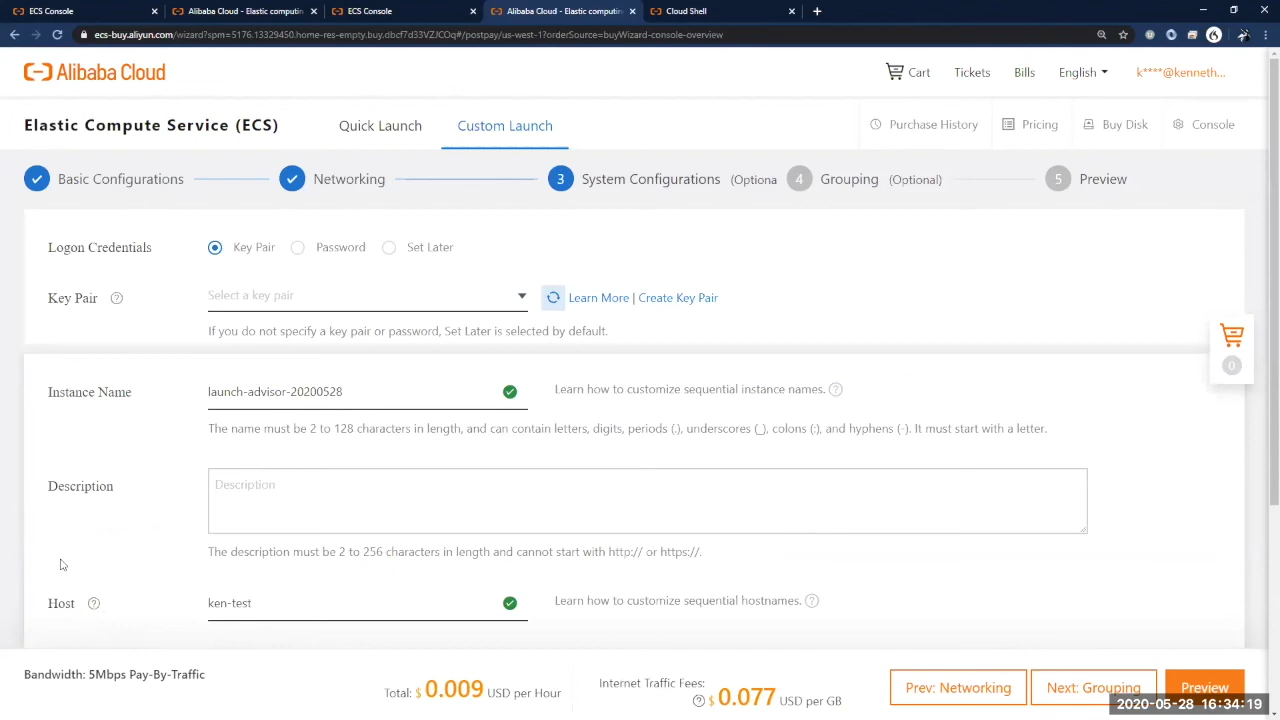 ECS Console
Alibaba Cloud - Elastic computin
ECS Console
Alibaba Cloud - Elastic computin
Cloud Shell
ecs-buy.aliyun.com/wizard?spm=5176.13329450.home-res-empty.buy.dbcf7d33VZJCOq#/postpay/us-west-1?orderSource=buyWizard-console-overview
Alibaba Cloud
Cart
Tickets
Bills
English
k****@kenneth...
Elastic Compute Service (ECS)
Quick Launch
Custom Launch
Purchase History
Pricing
Buy Disk
Console
Basic Configurations
Networking
3 System Configurations (Optiona
4 Grouping (Optional)
5 Preview
Logon Credentials
Key Pair
Password
Set Later
Key Pair ?
Select a key pair
Learn More | Create Key Pair
If you do not specify a key pair or password, Set Later is selected by default.
0
Instance Name
launch-advisor-20200528
Learn how to customize sequential instance names. ?
The name must be 2 to 128 characters in length, and can contain letters, digits, periods (.), underscores (_), colons (:), and hyphens (-). It must start with a letter.
Description
Description
The description must be 2 to 256 characters in length and cannot start with http:// or https://.
Host ?
ken-test
Learn how to customize sequential hostnames. ?
Bandwidth: 5Mbps Pay-By-Traffic
Total: $ 0.009 USD per Hour
Internet Traffic Fees:
? $ 0.077 USD per GB
Prev: Networking
Next: Grouping
Preview
2020-05-28 16:34:19